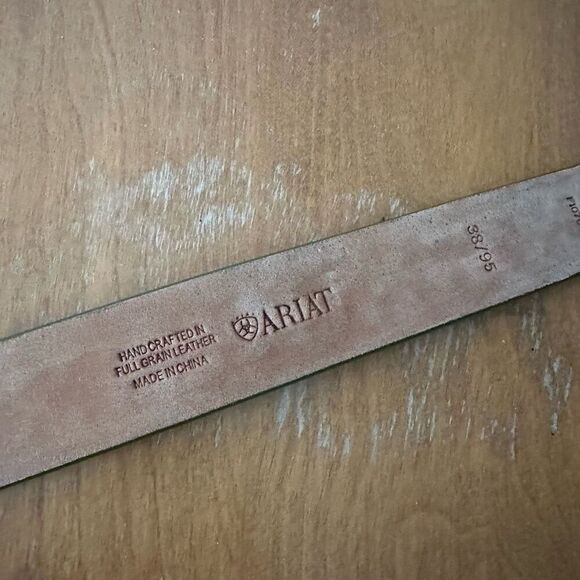 HANDCRAFTED IN
FULL GRAIN LEATHER
MADE IN CHINA
ARIAT
38/95